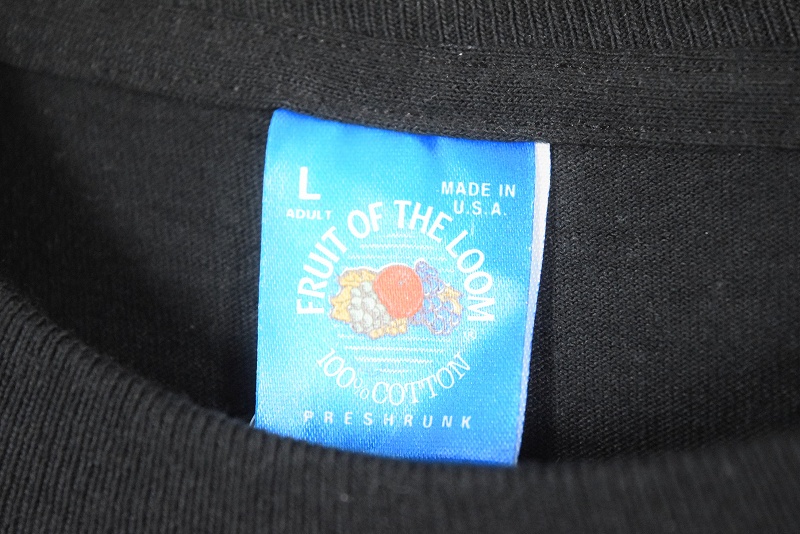 L
ADULT
MADE IN
U.S.A.
FRUIT OF THE LOOM
®
100% COTTON
PRESHRUNK